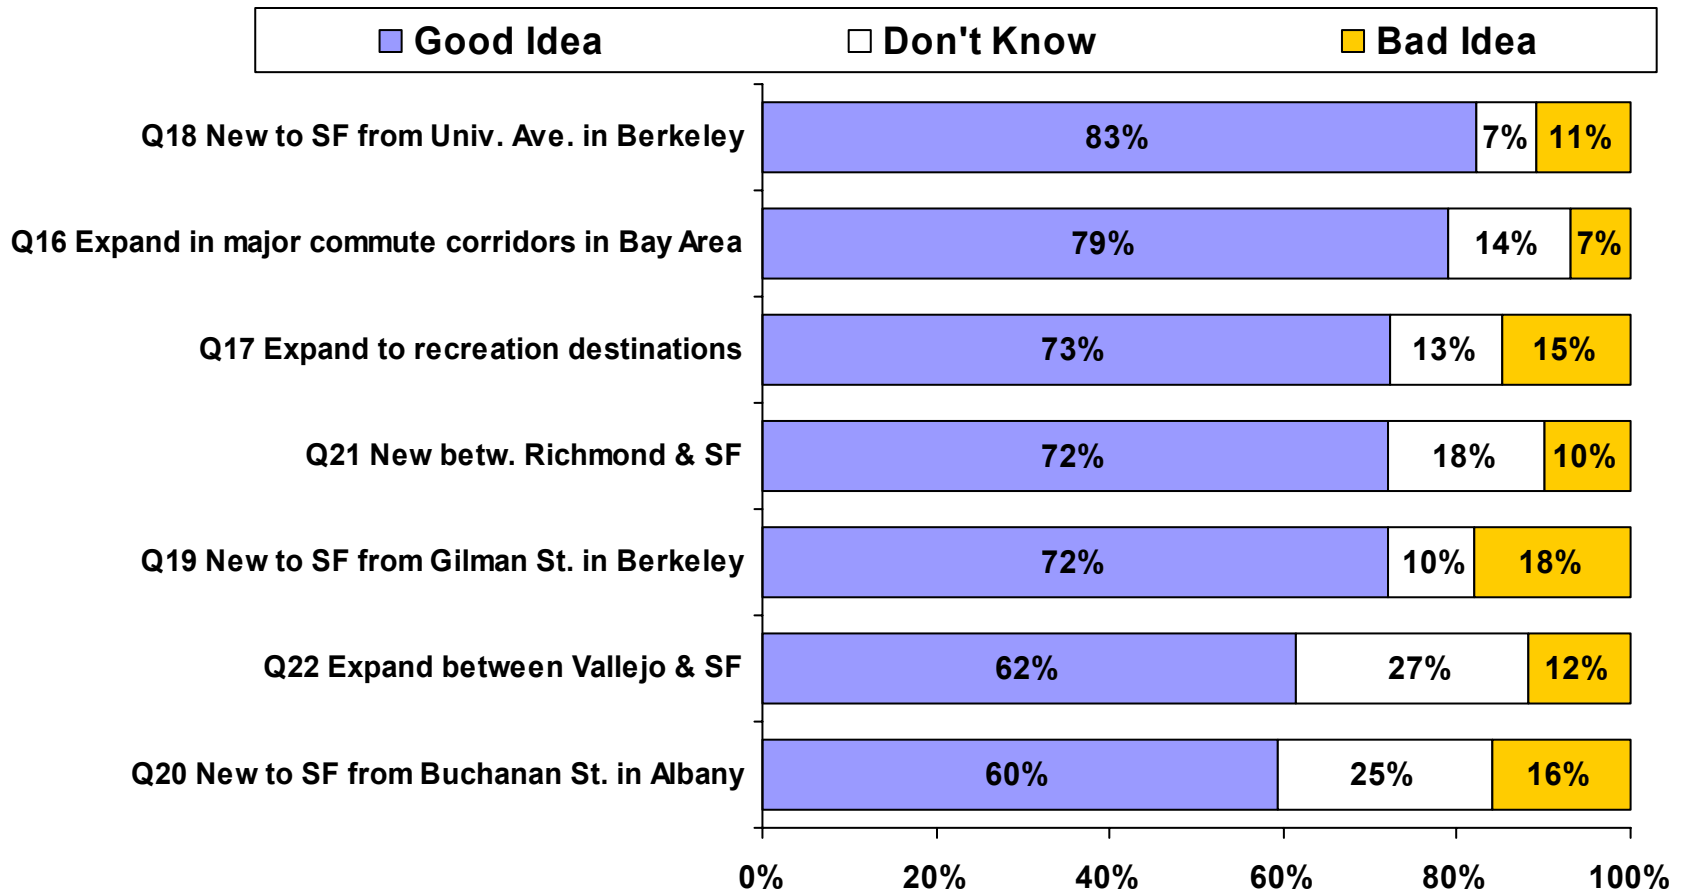 Good Idea Don't Know Bad Idea
Q18 New to SF from Univ. Ave. in Berkeley 83% 7% 11%
Q16 Expand in major commute corridors in Bay Area 79% 14% 7%
Q17 Expand to recreation destinations 73% 13% 15%
Q21 New betw. Richmond & SF 72% 18% 10%
Q19 New to SF from Gilman St. in Berkeley 72% 10% 18%
Q22 Expand between Vallejo & SF 62% 27% 12%
Q20 New to SF from Buchanan St. in Albany 60% 25% 16%
0% 20% 40% 60% 80% 100%